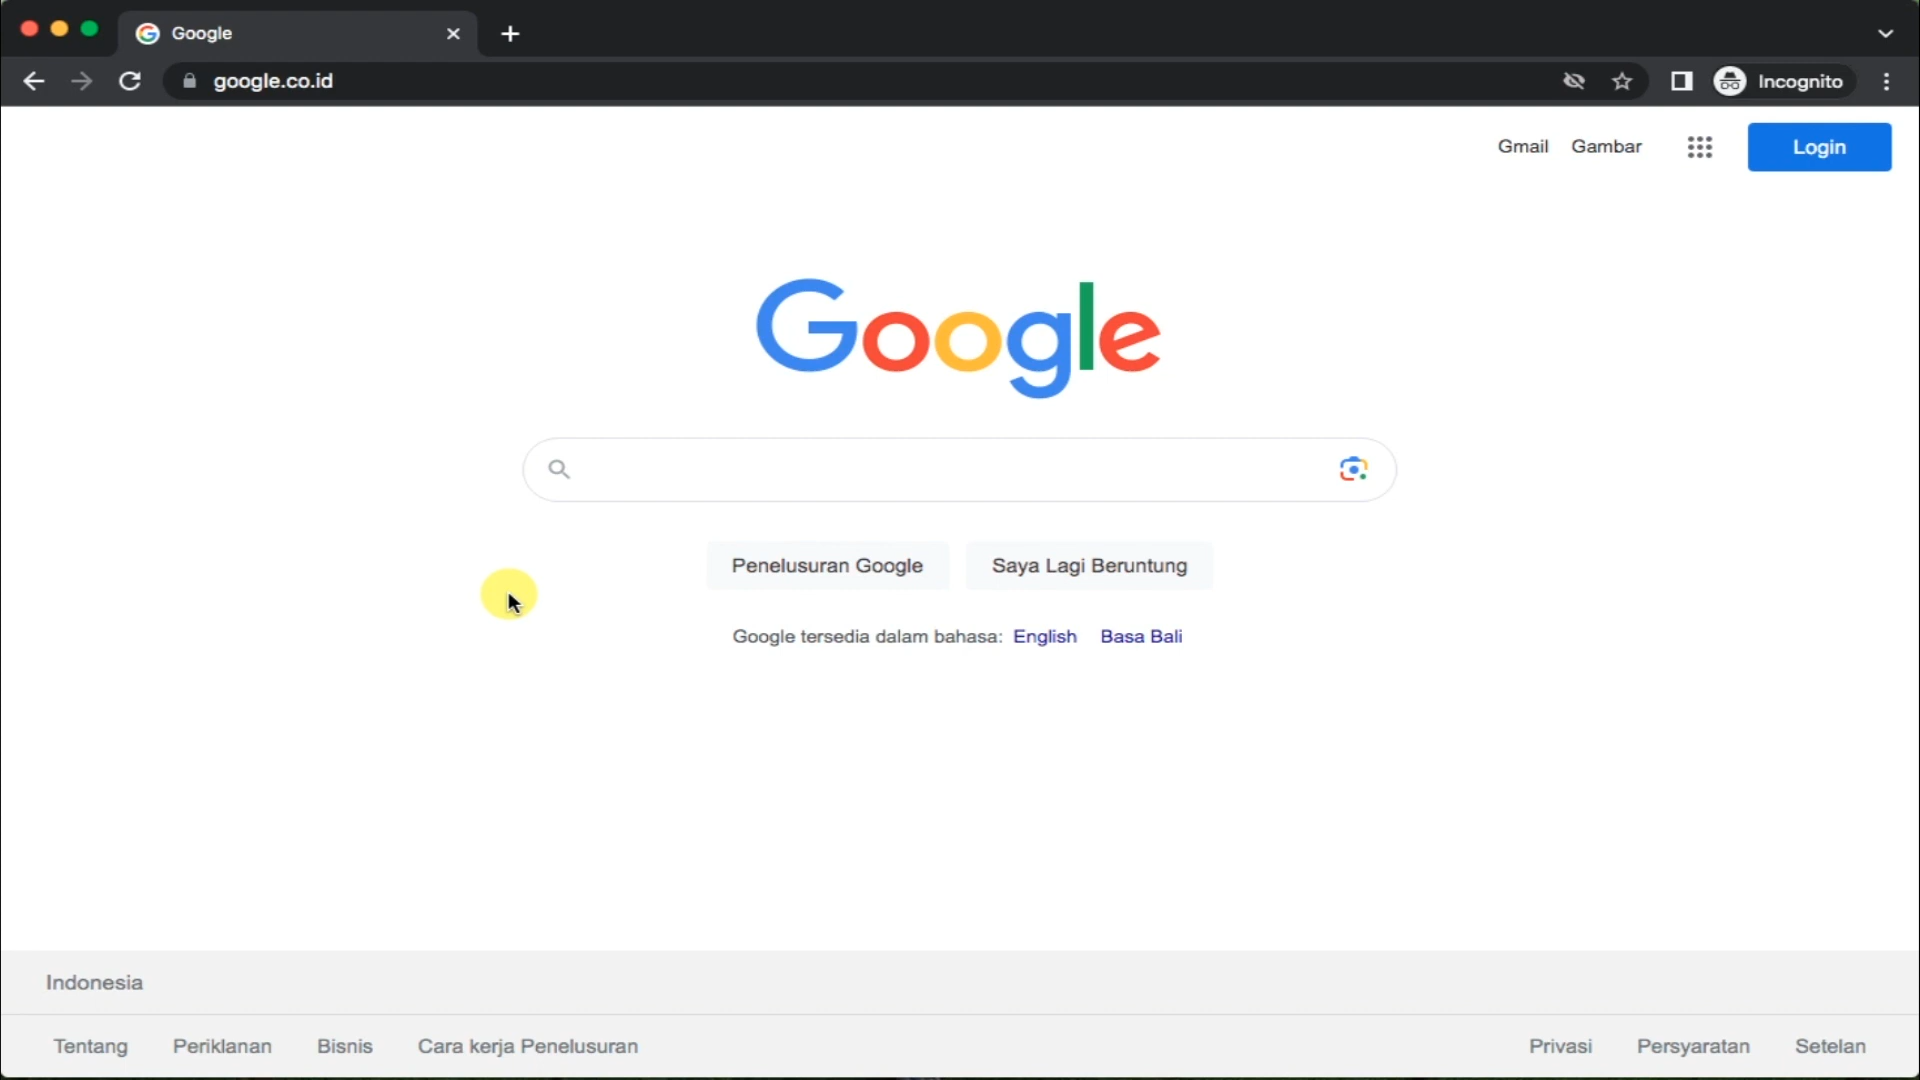 Google
google.co.id
Incognito
Gmail Gambar Login
Google
Penelusuran Google Saya Lagi Beruntung
Google tersedia dalam bahasa: English Basa Bali
Indonesia
Tentang Periklanan Bisnis Cara kerja Penelusuran Privasi Persyaratan Setelan